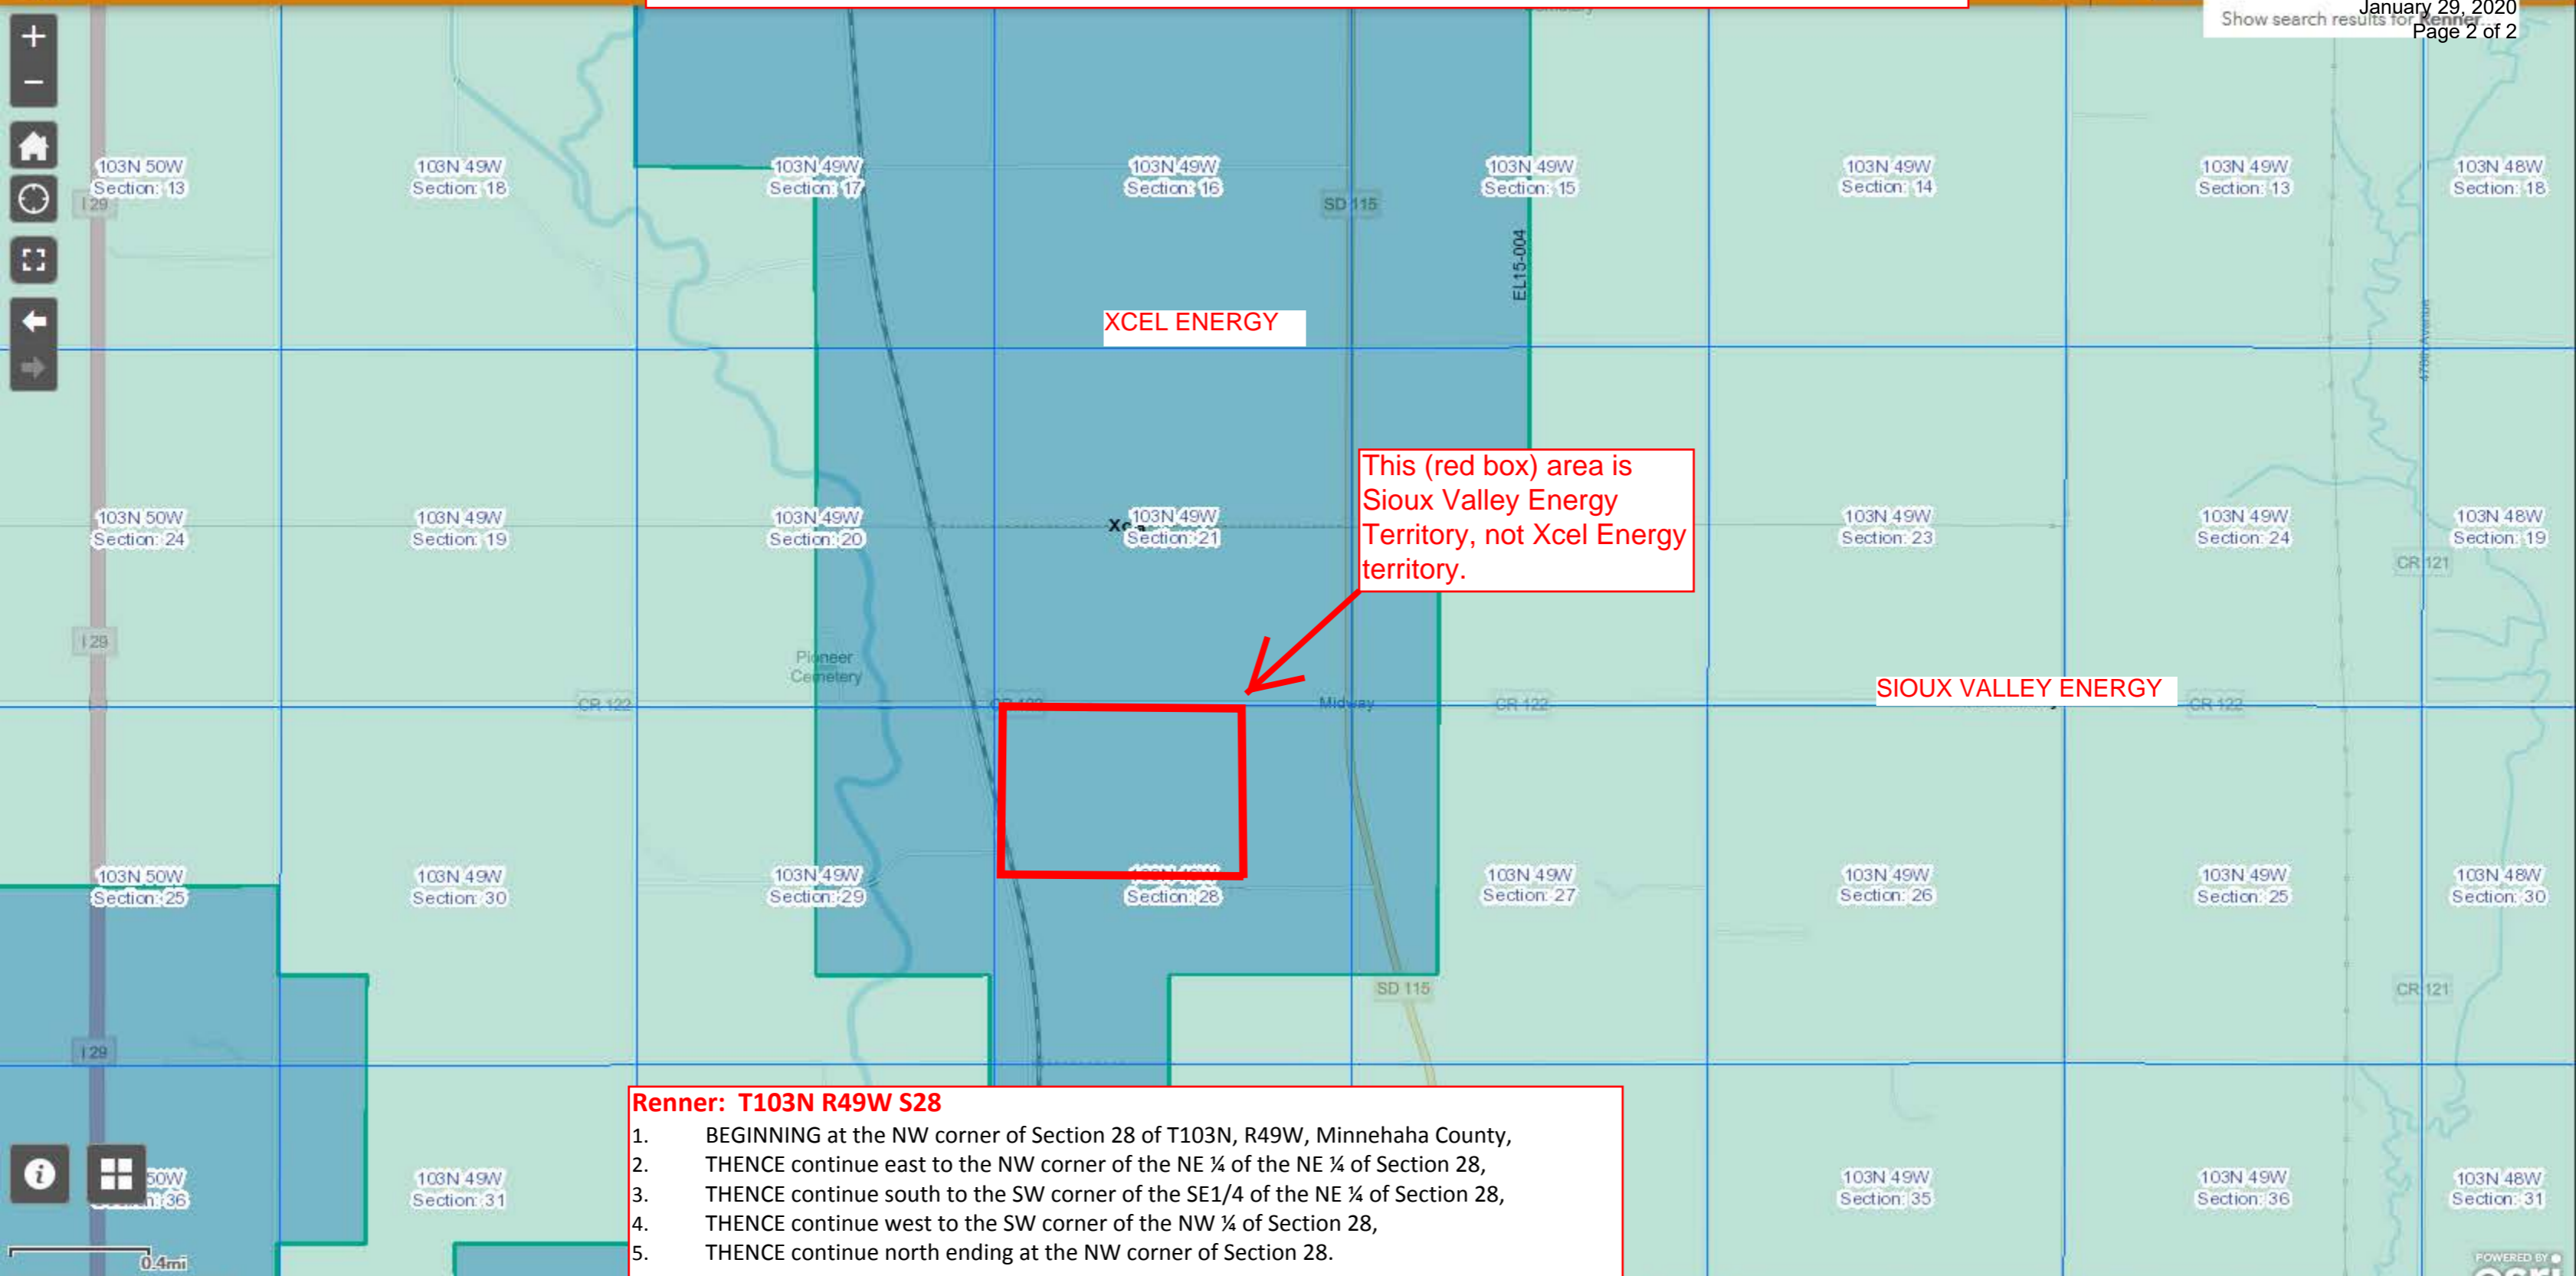 January 29, 2020
Show search results for Renner...
Page 2 of 2
103N 50W
Section: 13
103N 49W
Section: 18
103N 49W
Section: 17
103N 49W
Section: 16
103N 49W
Section: 15
103N 49W
Section: 14
103N 49W
Section: 13
103N 48W
Section: 18
I 29
SD 115
EL15-004
XCEL ENERGY
This (red box) area is
Sioux Valley Energy
Territory, not Xcel Energy
territory.
103N 50W
Section: 24
103N 49W
Section: 19
103N 49W
Section: 20
103N 49W
Section: 21
103N 49W
Section: 23
103N 49W
Section: 24
103N 48W
Section: 19
CR 121
I 29
Pioneer
Cemetery
SIOUX VALLEY ENERGY
CR 122
Midway
CR 122
CR 122
103N 50W
Section: 25
103N 49W
Section: 30
103N 49W
Section: 29
Section: 28
103N 49W
Section: 27
103N 49W
Section: 26
103N 49W
Section: 25
103N 48W
Section: 30
SD 115
CR 121
I 29
Renner: T103N R49W S28
1. BEGINNING at the NW corner of Section 28 of T103N, R49W, Minnehaha County,
2. THENCE continue east to the NW corner of the NE ¼ of the NE ¼ of Section 28,
3. THENCE continue south to the SW corner of the SE1/4 of the NE ¼ of Section 28,
4. THENCE continue west to the SW corner of the NW ¼ of Section 28,
5. THENCE continue north ending at the NW corner of Section 28.
50W
36
103N 49W
Section: 31
103N 49W
Section: 35
103N 49W
Section: 36
103N 48W
Section: 31
0.4mi
POWERED BY
esri